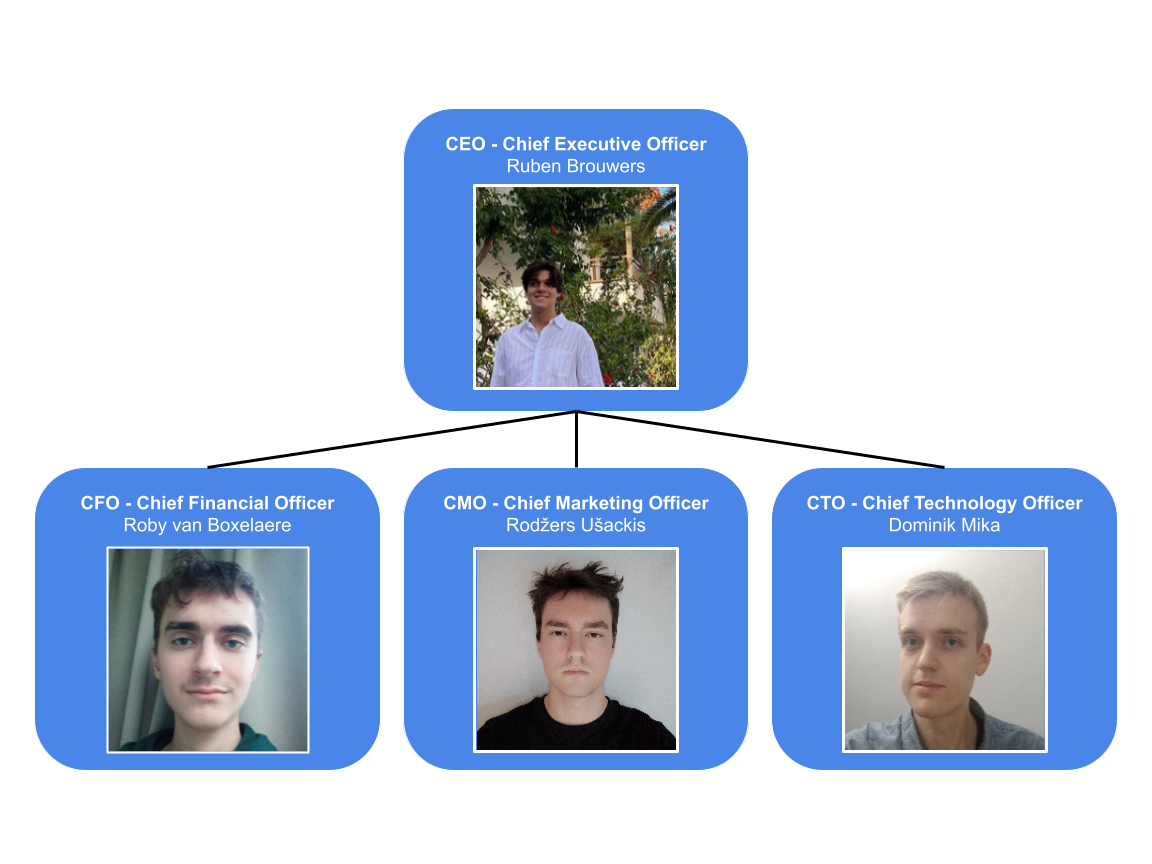 CEO - Chief Executive Officer
Ruben Brouwers
CFO - Chief Financial Officer
Roby van Boxelaere
CMO - Chief Marketing Officer
Rodžers Ušackis
CTO - Chief Technology Officer
Dominik Mika